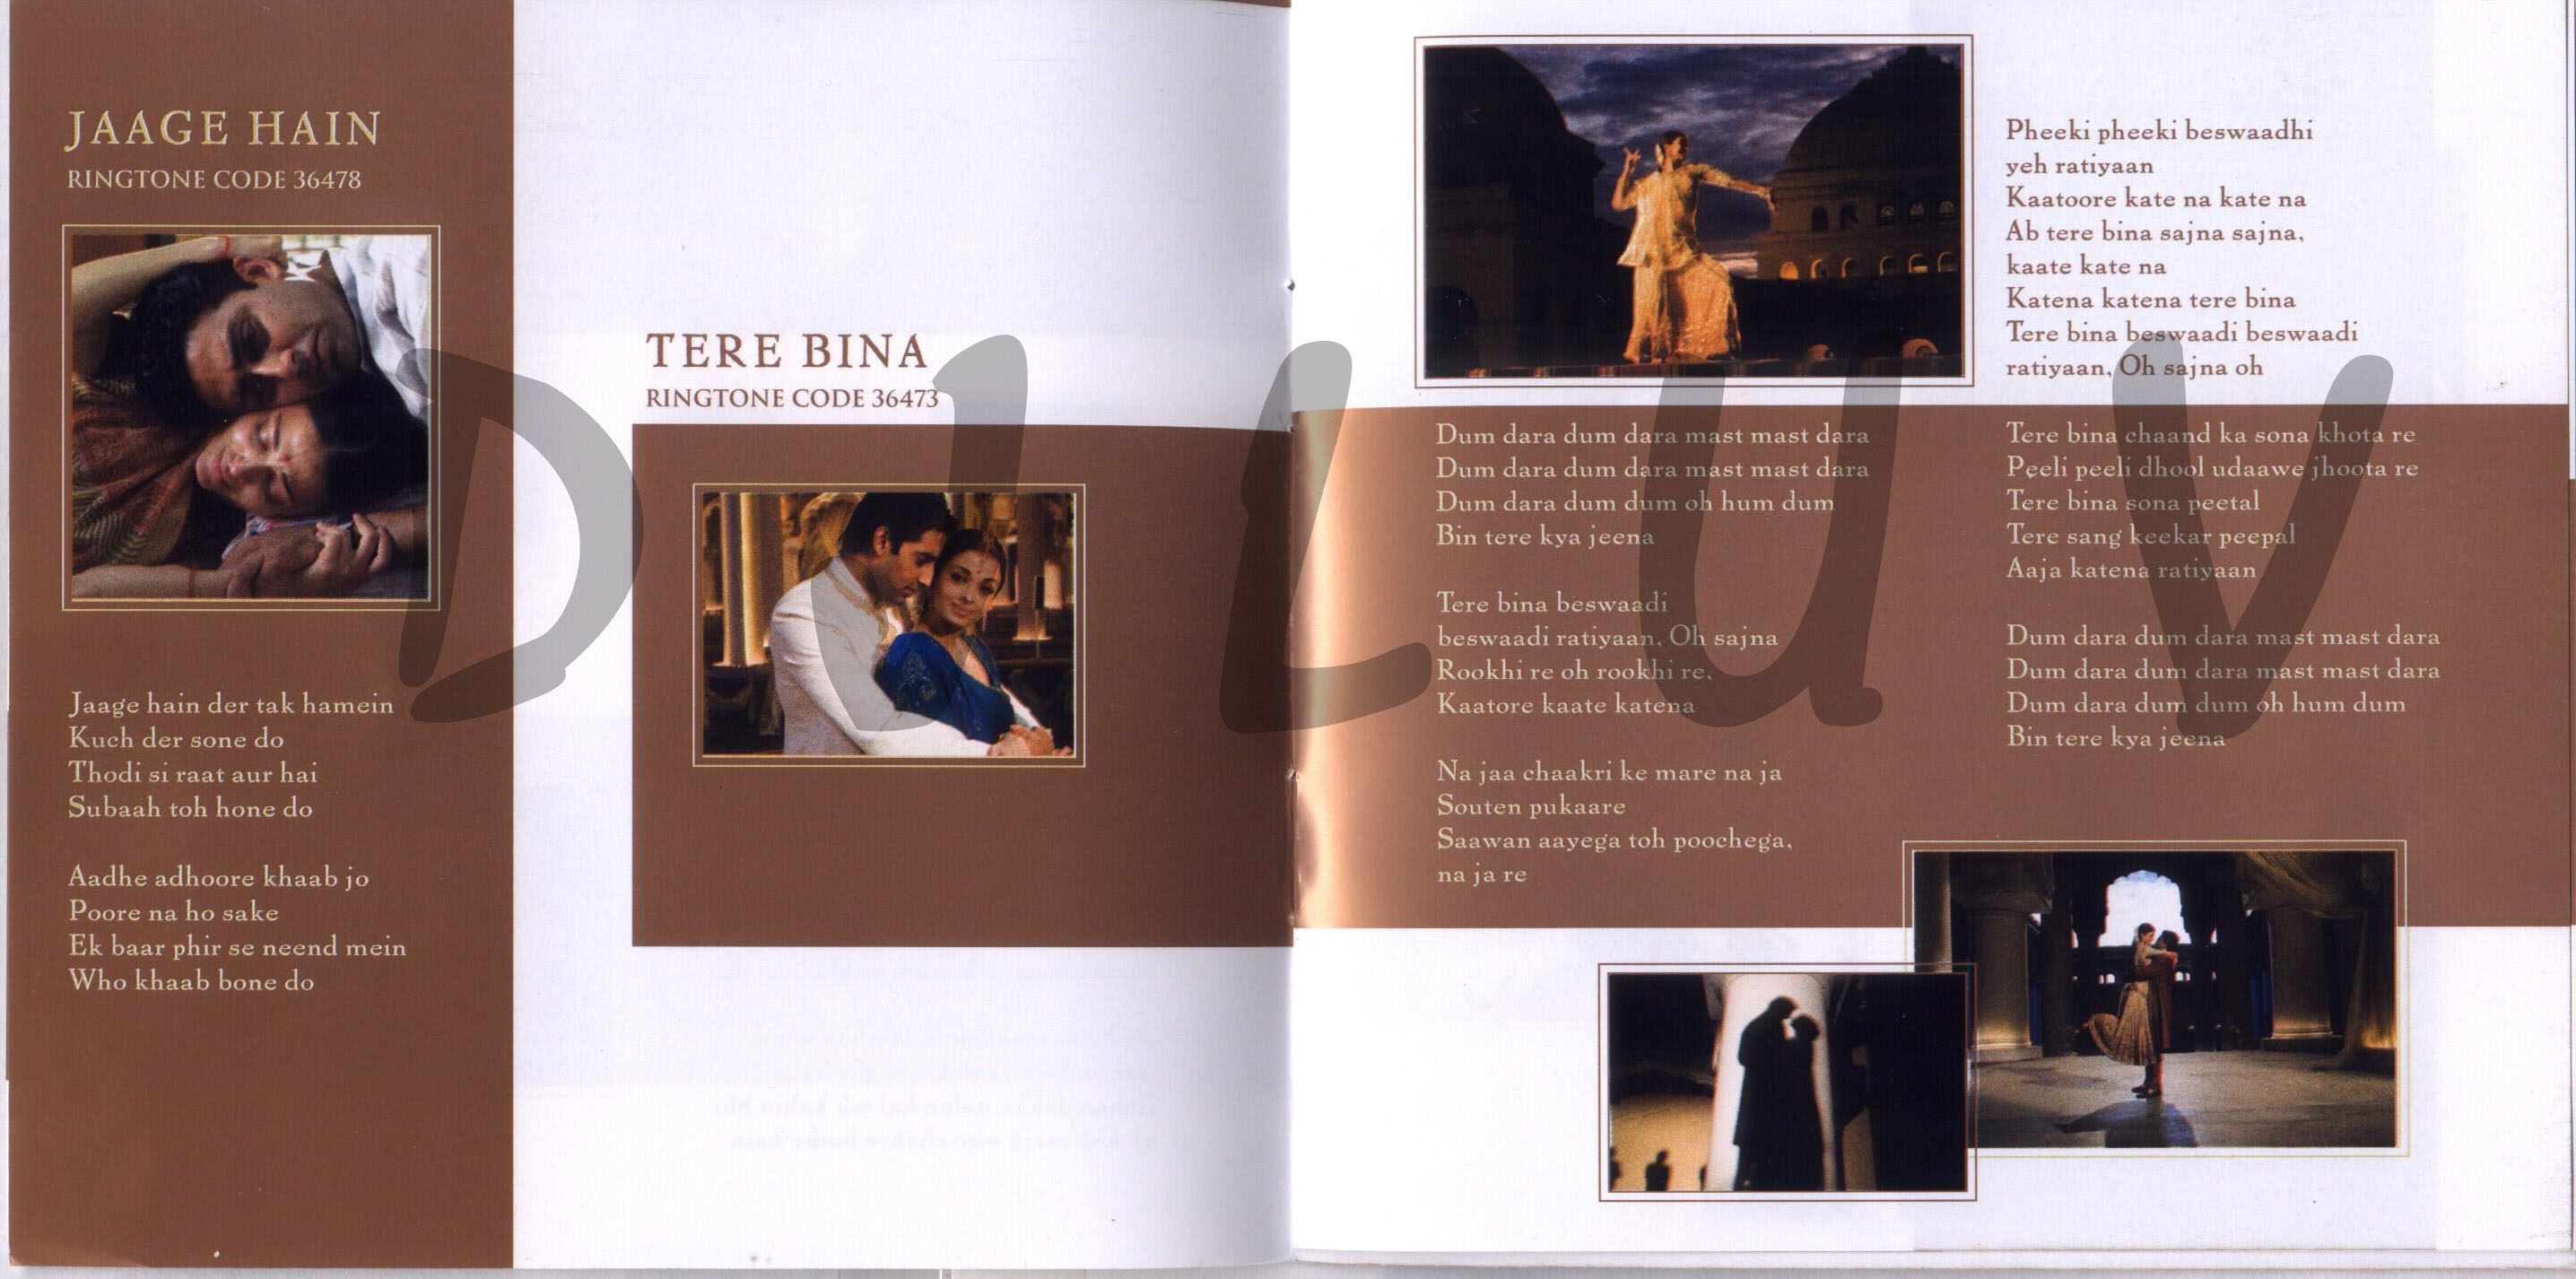 JAAGE HAIN
RINGTONE CODE 36478
Jaage hain der tak hamein
Kuch der sone do
Thodi si raat aur hai
Subaah toh hone do
Aadhe adhoore khaab jo
Poore na ho sake
Ek baar phir se neend mein
Who khaab bone do
TERE BINA
RINGTONE CODE 36473
Dum dara dum dara mast mast dara
Dum dara dum dara mast mast dara
Dum dara dum dum oh hum dum
Bin tere kya jeena
Tere bina beswaadi
beswaadi ratiyaan, Oh sajna
Rookhi re oh rookhi re,
Kaatore kaate katena
Na jaa chaakri ke mare na ja
Souten pukaare
Saawan aayega toh poochega,
na ja re
Pheeki pheeki beswaadhi
yeh ratiyaan
Kaatoore kate na kate na
Ab tere bina sajna sajna,
kaate kate na
Katena katena tere bina
Tere bina beswaadi beswaadi
ratiyaan, Oh sajna oh
Tere bina chaand ka sona khota re
Peeli peeli dhool udaawe jhoota re
Tere bina sona peetal
Tere sang keekar peepal
Aaja katena ratiyaan
Dum dara dum dara mast mast dara
Dum dara dum dara mast mast dara
Dum dara dum dum oh hum dum
Bin tere kya jeena
DJLUV